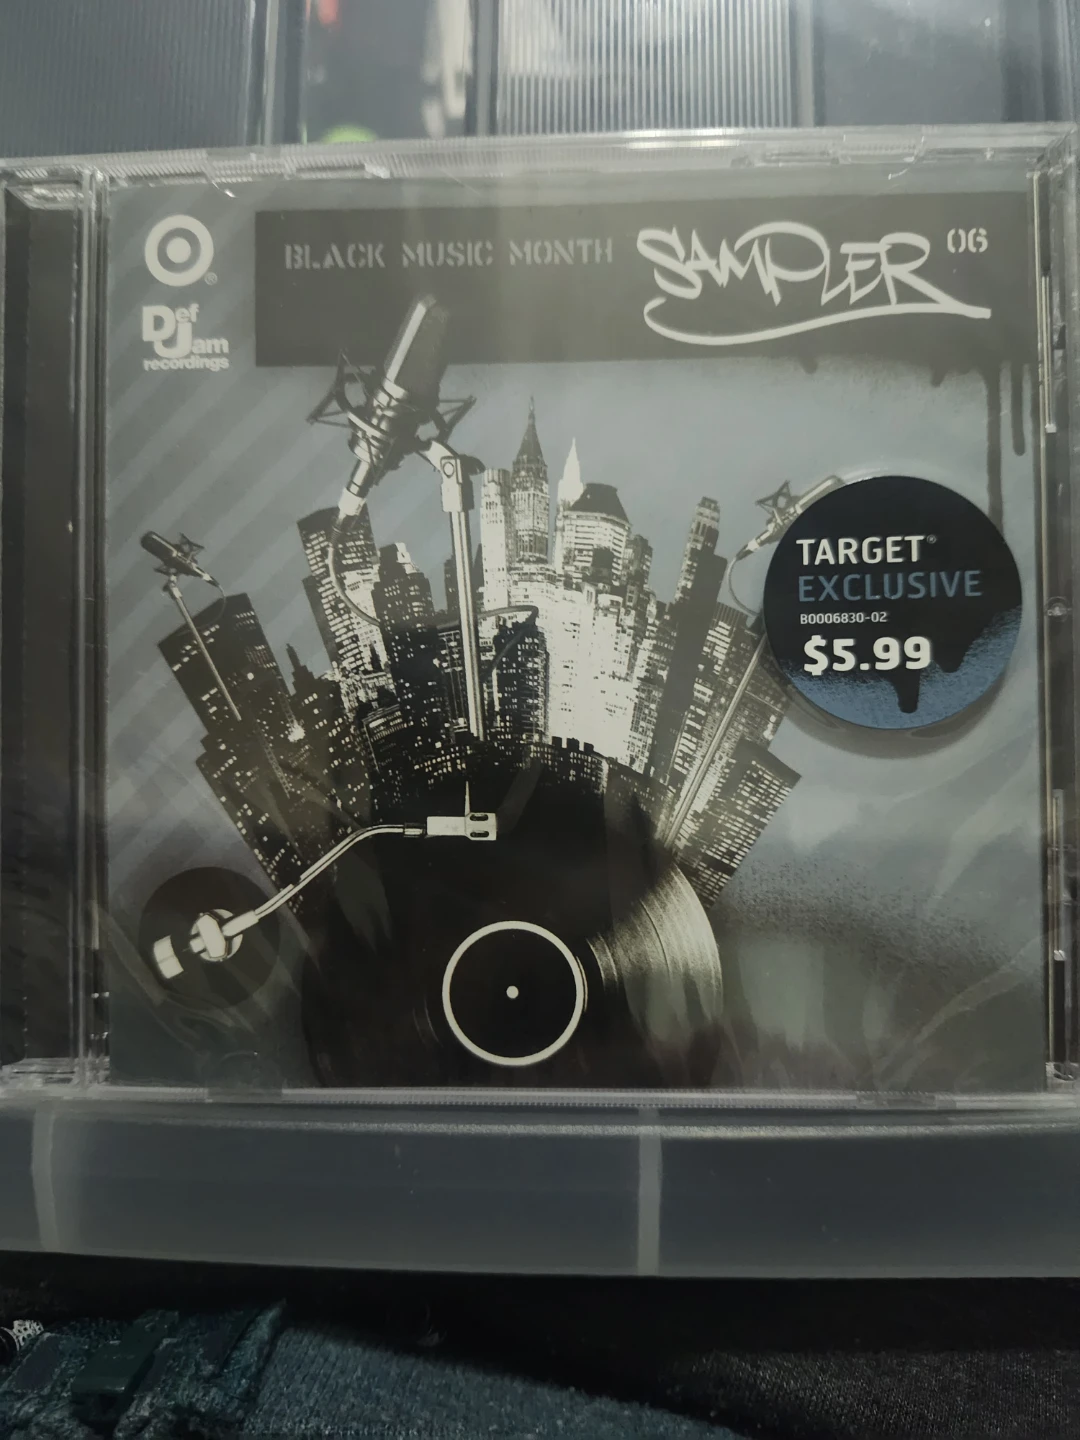 BLACK MUSIC MONTH SAMPLER 06
®
Def
Jam
recordings
TARGET®
EXCLUSIVE
B0006830-02
$5.99